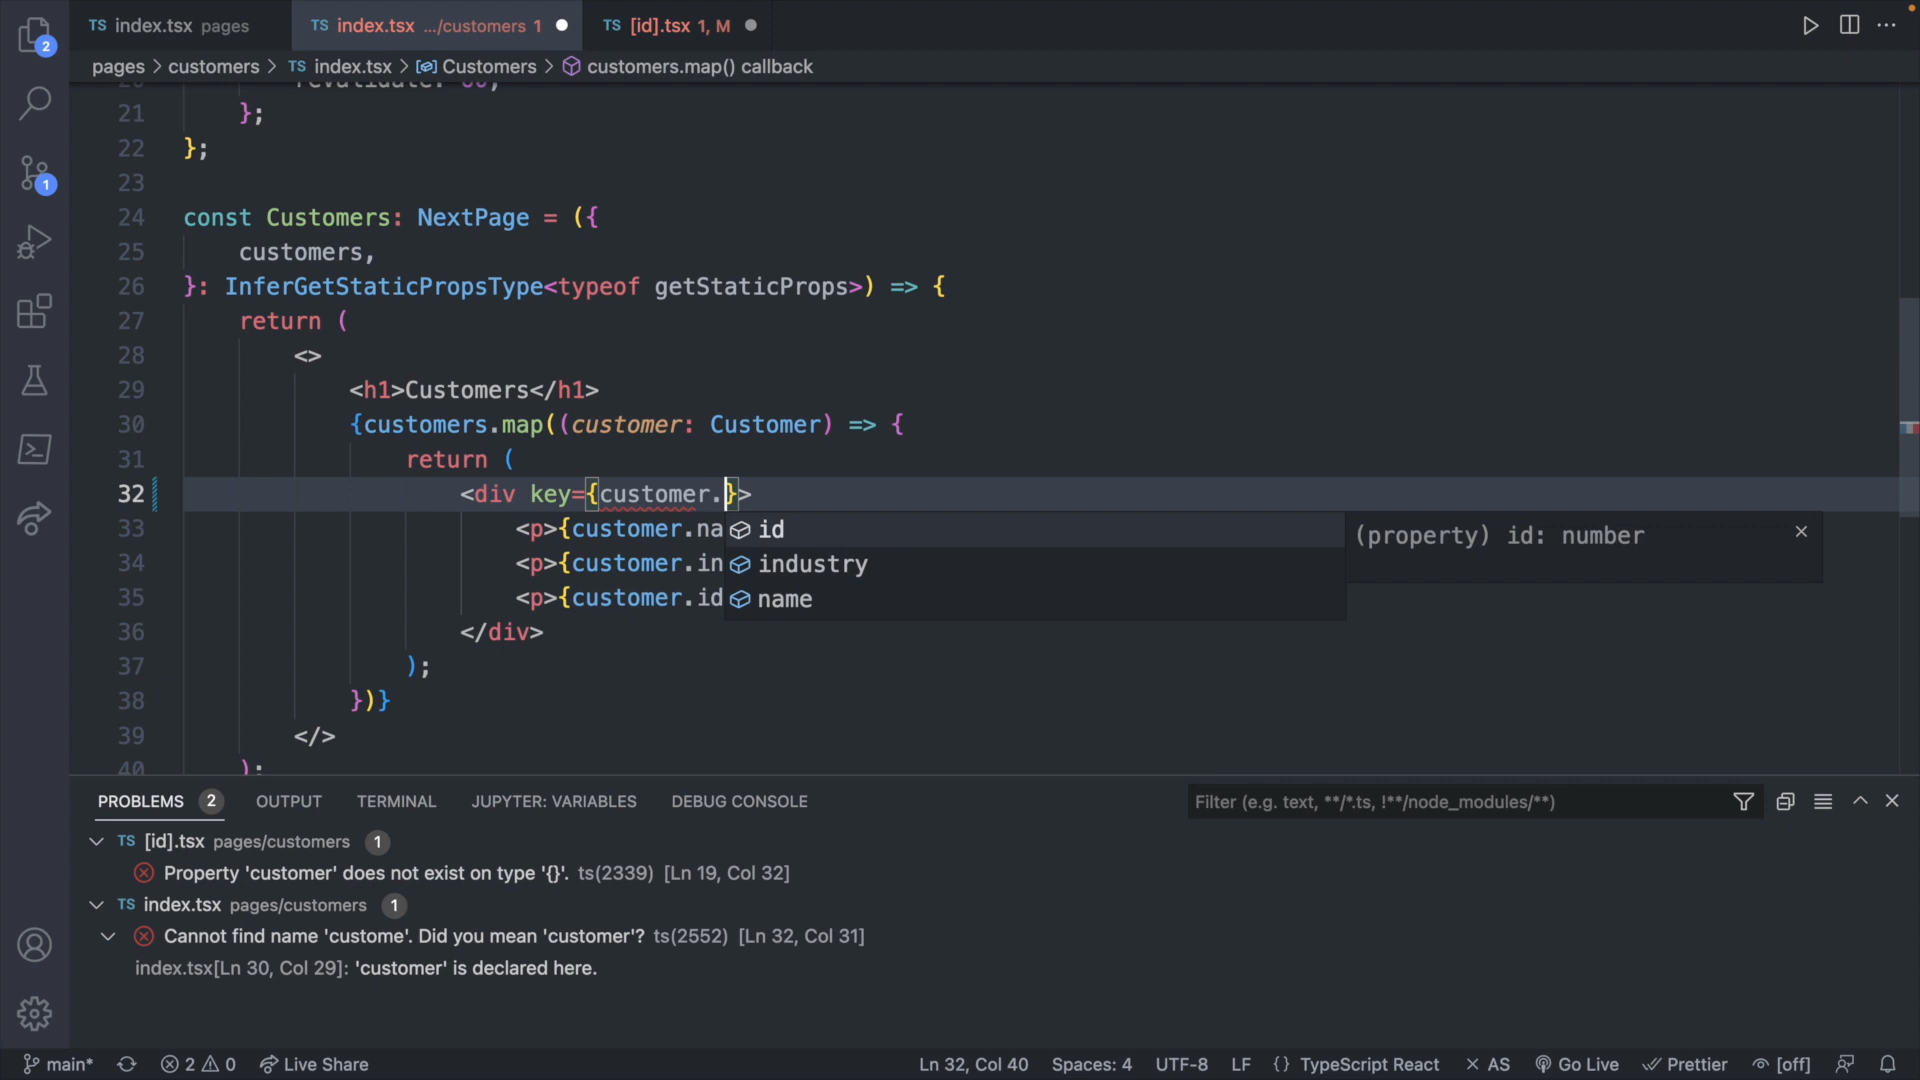 TS index.tsx pages TS index.tsx .../customers 1 TS [id].tsx 1, M
pages > customers > TS index.tsx > Customers > customers.map() callback
20 revalidate: 60,
21 };
22 };
23
24 const Customers: NextPage = ({
25 customers,
26 }: InferGetStaticPropsType<typeof getStaticProps>) => {
27 return (
28 <>
29 <h1>Customers</h1>
30 {customers.map((customer: Customer) => {
31 return (
32 <div key={customer.}>
33 <p>{customer.na id (property) id: number
34 <p>{customer.in industry
35 <p>{customer.id name
36 </div>
37 );
38 })}
39 </>
40 );
PROBLEMS 2 OUTPUT TERMINAL JUPYTER: VARIABLES DEBUG CONSOLE Filter (e.g. text, **/*.ts, !**/node_modules/**)
TS [id].tsx pages/customers 1
Property 'customer' does not exist on type '{}'. ts(2339) [Ln 19, Col 32]
TS index.tsx pages/customers 1
Cannot find name 'custome'. Did you mean 'customer'? ts(2552) [Ln 32, Col 31]
index.tsx[Ln 30, Col 29]: 'customer' is declared here.
main* 2 0 Live Share Ln 32, Col 40 Spaces: 4 UTF-8 LF {} TypeScript React AS Go Live Prettier [off]
2
1